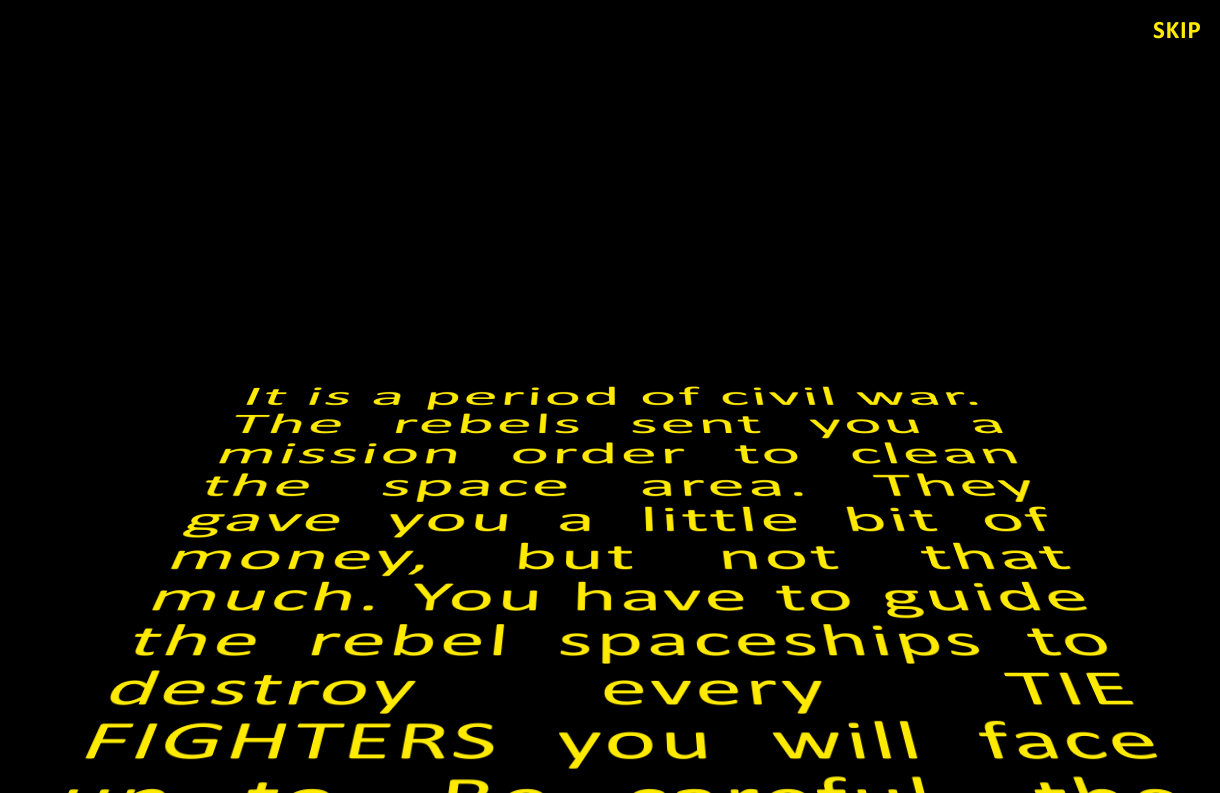 SKIP
It is a period of civil war.
The rebels sent you a
mission order to clean
the space area. They
gave you a little bit of
money, but not that
much. You have to guide
the rebel spaceships to
destroy every TIE
FIGHTERS you will face
up to. Be careful, the